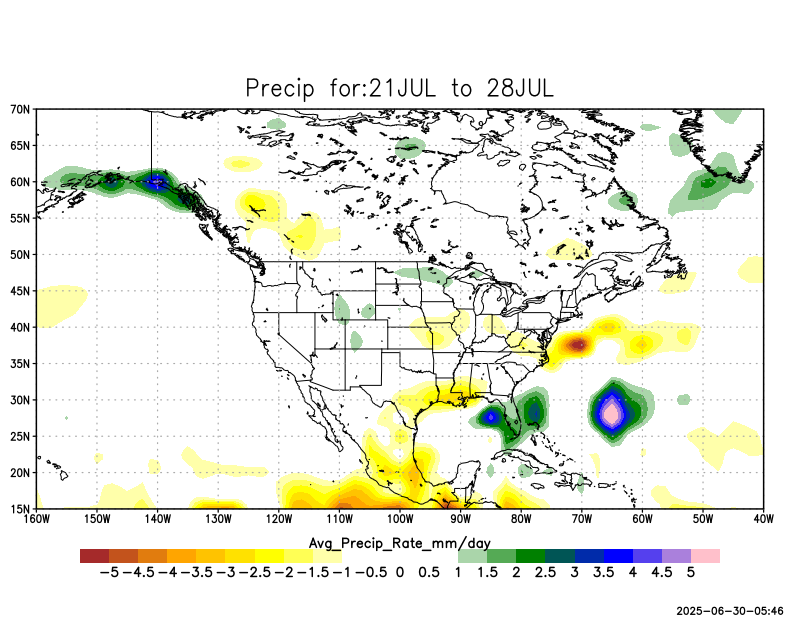 Precip for:21JUL to 28JUL
70N
65N
60N
55N
50N
45N
40N
35N
30N
25N
20N
15N
160W 150W 140W 130W 120W 110W 100W 90W 80W 70W 60W 50W 40W
Avg_Precip_Rate_mm/day
-5 -4.5 -4 -3.5 -3 -2.5 -2 -1.5 -1 -0.5 0 0.5 1 1.5 2 2.5 3 3.5 4 4.5 5
2025-06-30-05:46